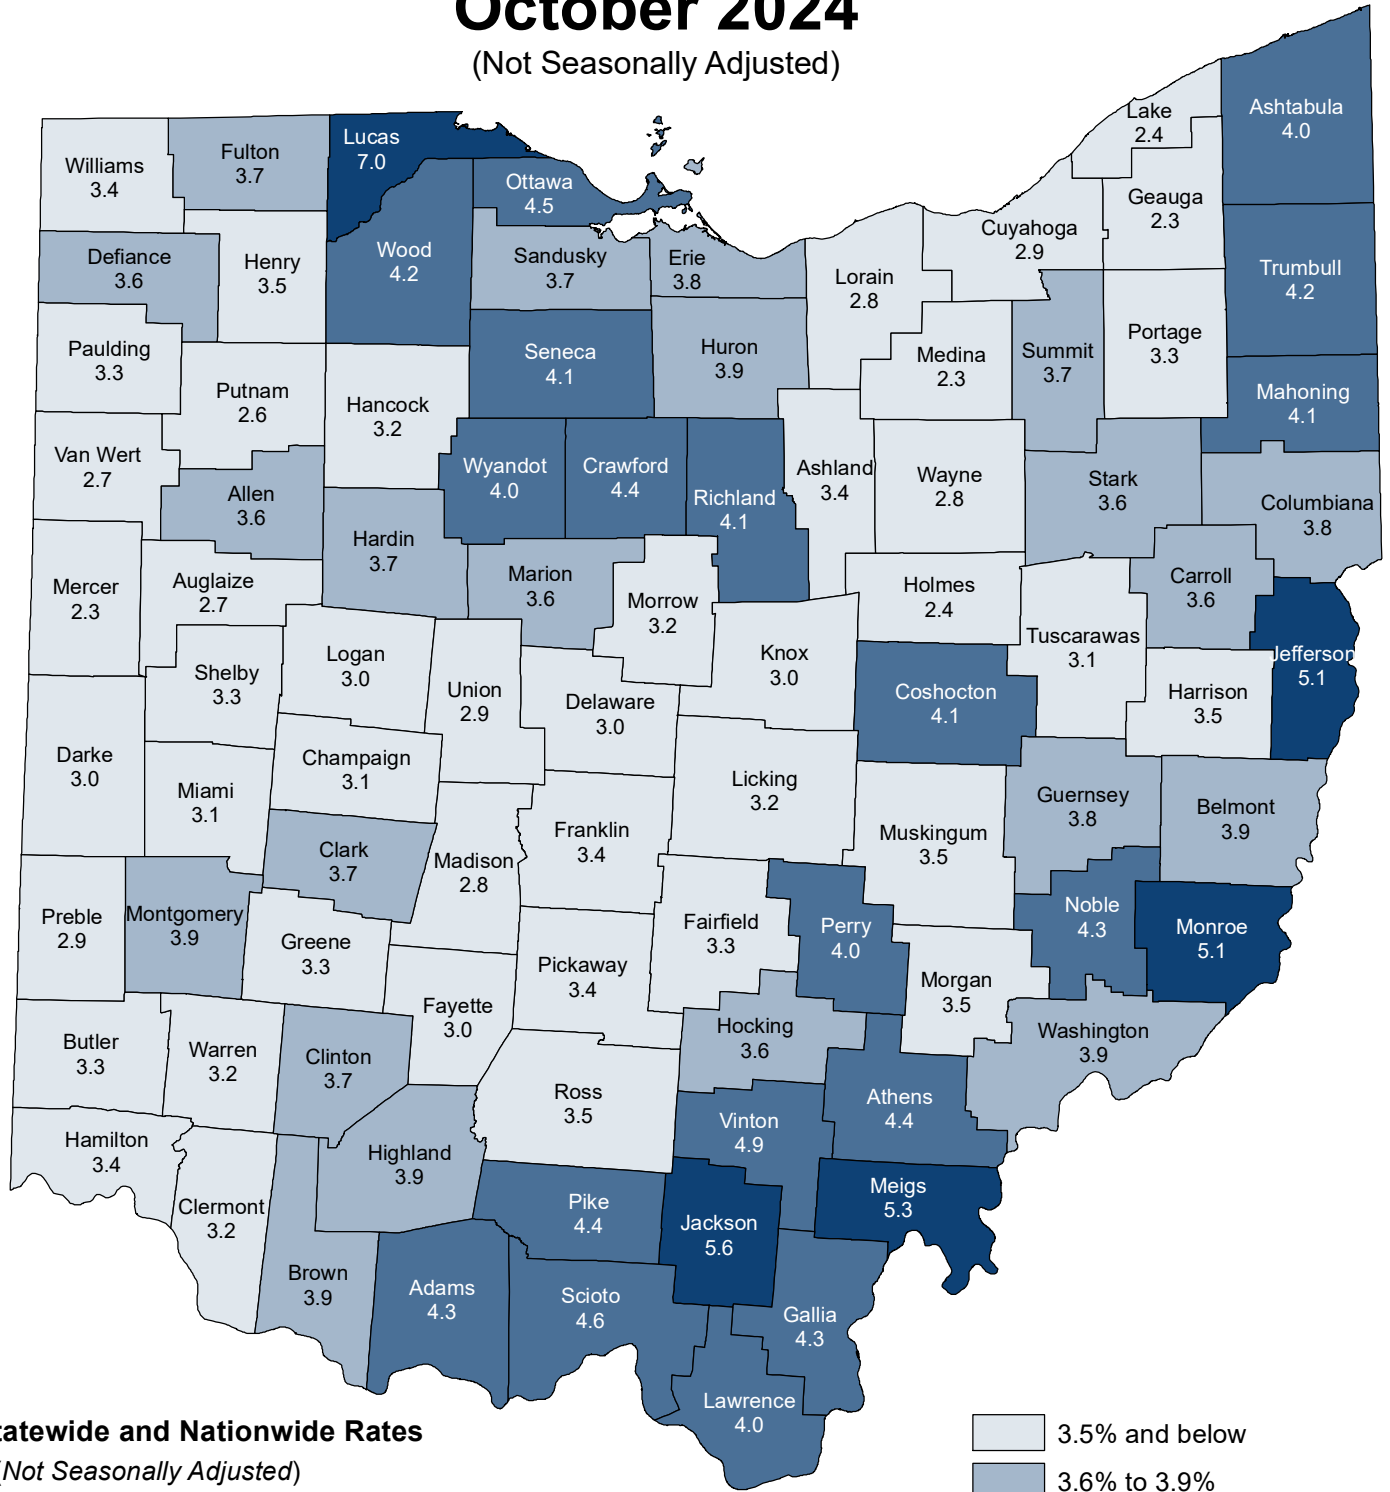 October 2024
(Not Seasonally Adjusted)
Lake
2.4
Ashtabula
4.0
Williams
3.4
Fulton
3.7
Lucas
7.0
Ottawa
4.5
Geauga
2.3
Cuyahoga
2.9
Defiance
3.6
Henry
3.5
Wood
4.2
Sandusky
3.7
Erie
3.8
Lorain
2.8
Trumbull
4.2
Paulding
3.3
Seneca
4.1
Huron
3.9
Medina
2.3
Summit
3.7
Portage
3.3
Putnam
2.6
Hancock
3.2
Mahoning
4.1
Van Wert
2.7
Wyandot
4.0
Crawford
4.4
Richland
4.1
Ashland
3.4
Wayne
2.8
Stark
3.6
Columbiana
3.8
Allen
3.6
Hardin
3.7
Mercer
2.3
Auglaize
2.7
Marion
3.6
Morrow
3.2
Holmes
2.4
Carroll
3.6
Tuscarawas
3.1
Jefferson
5.1
Shelby
3.3
Logan
3.0
Union
2.9
Delaware
3.0
Knox
3.0
Coshocton
4.1
Harrison
3.5
Darke
3.0
Miami
3.1
Champaign
3.1
Licking
3.2
Guernsey
3.8
Belmont
3.9
Clark
3.7
Madison
2.8
Franklin
3.4
Muskingum
3.5
Preble
2.9
Montgomery
3.9
Greene
3.3
Fairfield
3.3
Perry
4.0
Noble
4.3
Monroe
5.1
Pickaway
3.4
Morgan
3.5
Fayette
3.0
Hocking
3.6
Washington
3.9
Butler
3.3
Warren
3.2
Clinton
3.7
Ross
3.5
Vinton
4.9
Athens
4.4
Hamilton
3.4
Highland
3.9
Clermont
3.2
Pike
4.4
Jackson
5.6
Meigs
5.3
Brown
3.9
Adams
4.3
Scioto
4.6
Gallia
4.3
Lawrence
4.0
tatewide and Nationwide Rates
(Not Seasonally Adjusted)
3.5% and below
3.6% to 3.9%